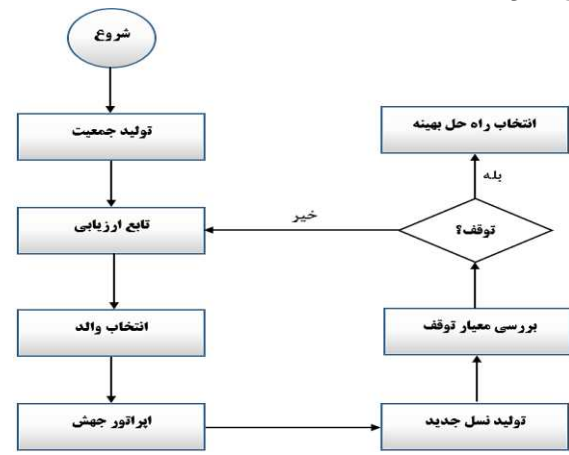 شروع
تولید جمعیت
تابع ارزیابی
انتخاب والد
اپراتور جهش
تولید نسل جدید
بررسی معیار توقف
توقف؟
خیر
بله
انتخاب راه حل بهینه